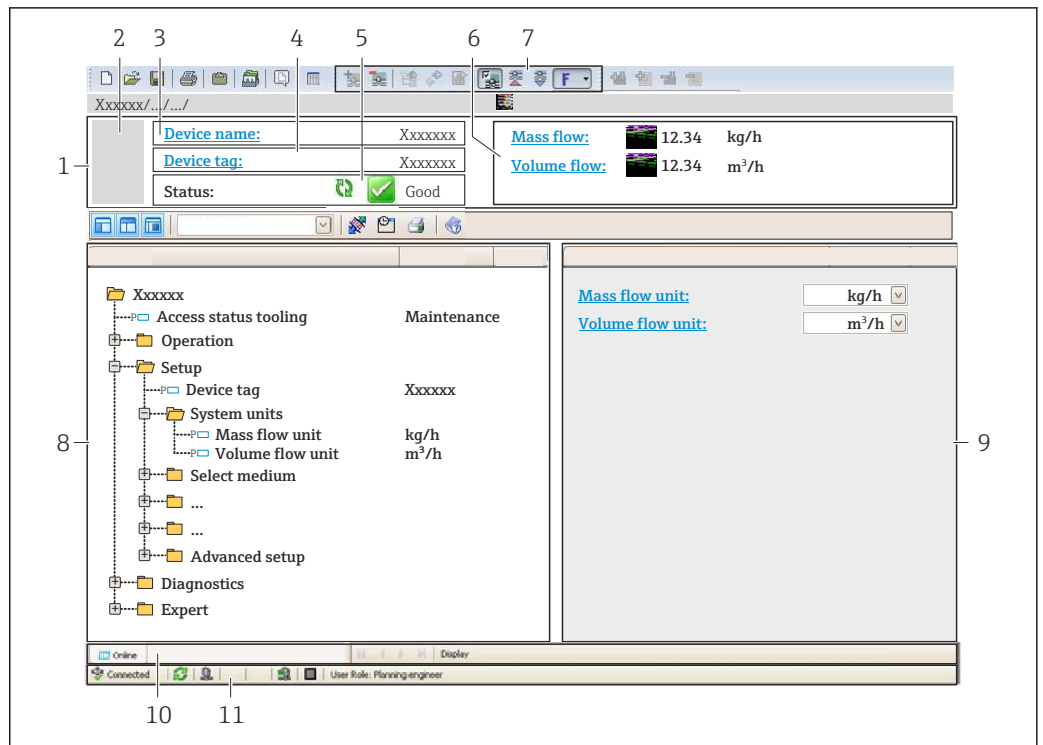 2 3 4 5 6 7
F
Xxxxxx/.../.../
1
Device name: Xxxxxxx
Device tag: Xxxxxxx
Status: Good
Mass flow: 12.34 kg/h
Volume flow: 12.34 m³/h
Xxxxxx
P Access status tooling Maintenance
Operation
Setup
P Device tag Xxxxxx
System units
P Mass flow unit kg/h
P Volume flow unit m³/h
Select medium
...
...
Advanced setup
Diagnostics
Expert
8
Mass flow unit: kg/h
Volume flow unit: m³/h
9
Online Display
Connected User Role: Planning engineer
10 11